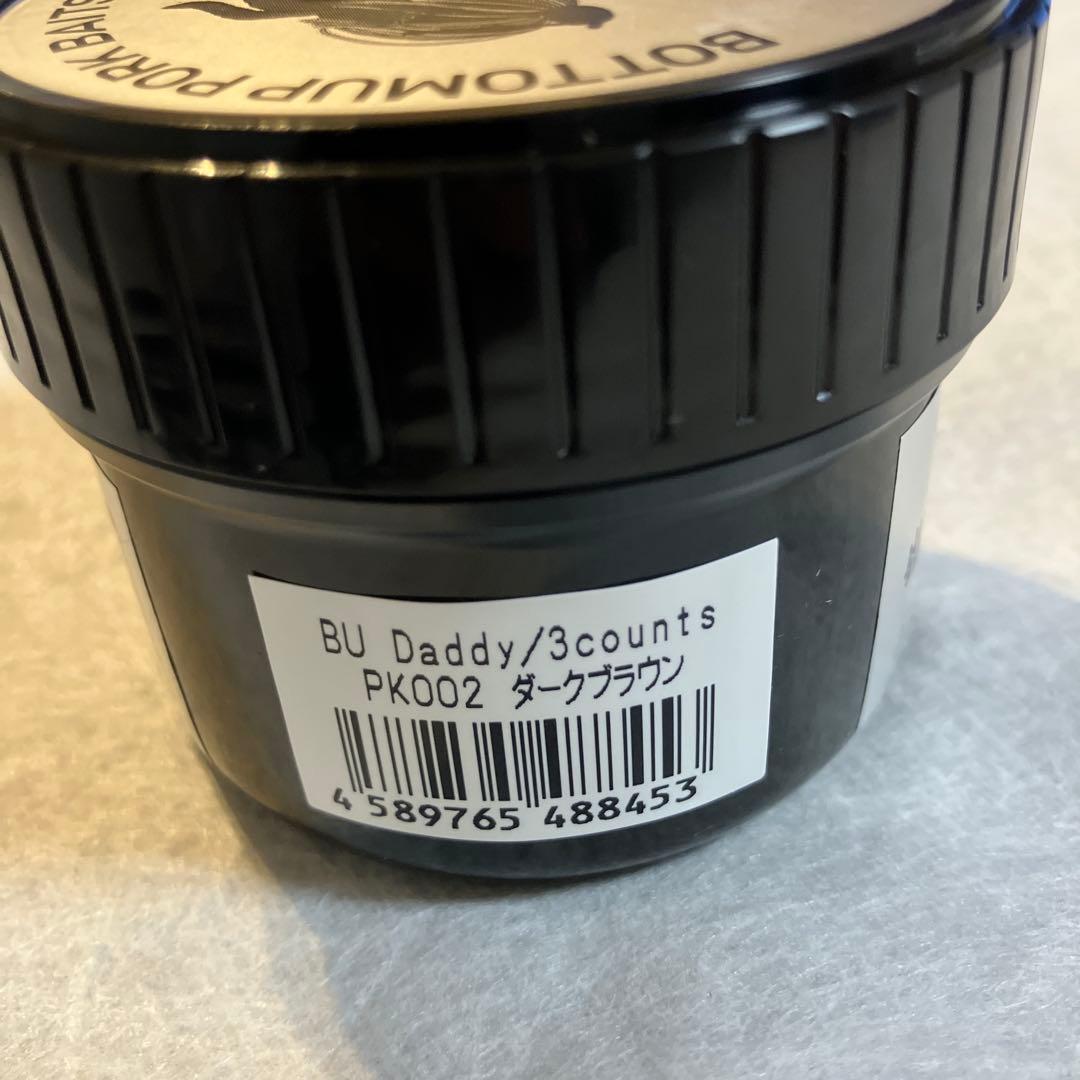 BOTTOMUP PORK BAITS
BU Daddy/3counts
PK002 ダークブラウン
4 589765 488453